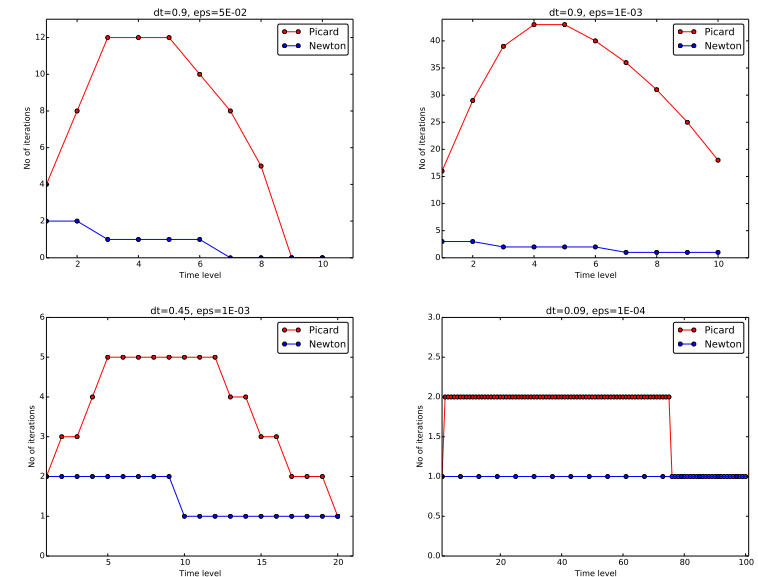 dt=0.9, eps=5E-02
Picard
Newton
12
10
8
6
4
2
0
No of iterations
2 4 6 8 10
Time level
dt=0.9, eps=1E-03
Picard
Newton
40
35
30
25
20
15
10
5
0
No of iterations
2 4 6 8 10
Time level
dt=0.45, eps=1E-03
Picard
Newton
6
5
4
3
2
1
0
No of iterations
5 10 15 20
Time level
dt=0.09, eps=1E-04
Picard
Newton
3.0
2.5
2.0
1.5
1.0
0.5
0.0
No of iterations
20 40 60 80 100
Time level